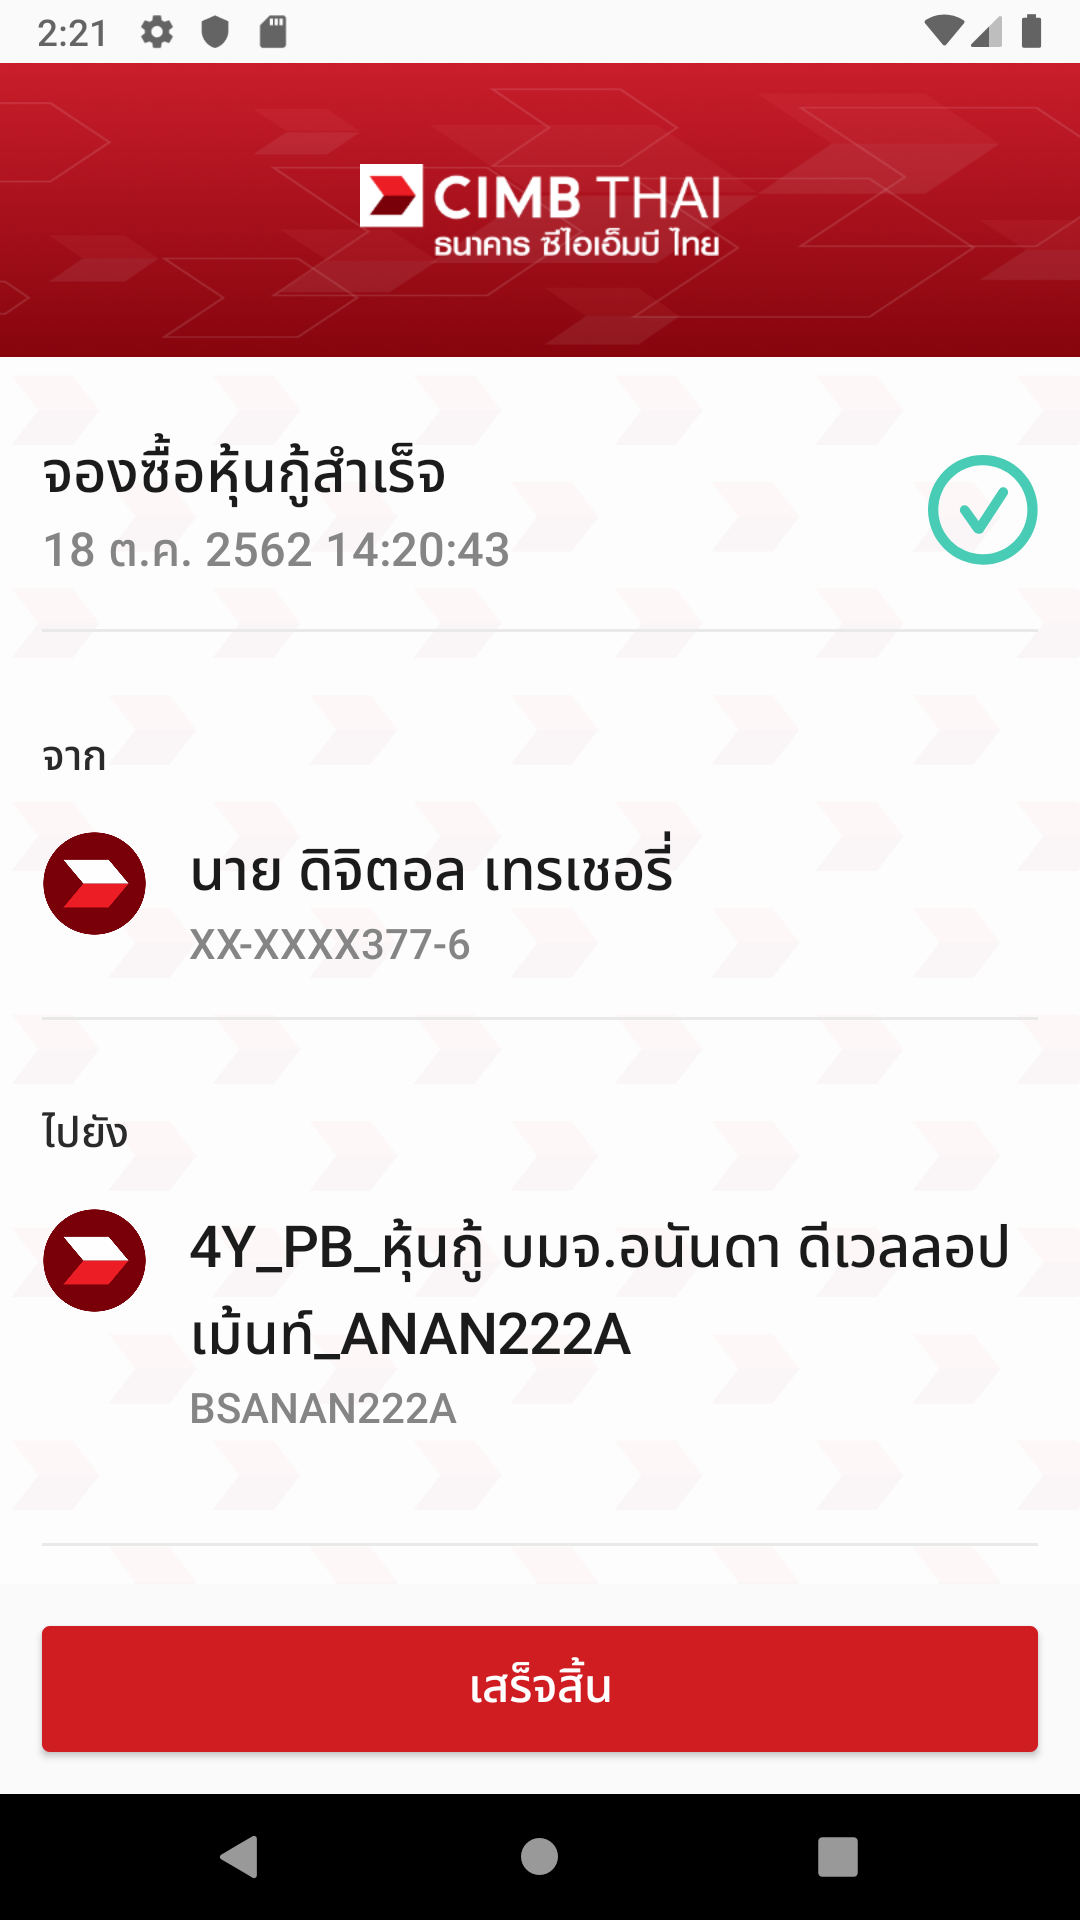 2:21
CIMB THAI
ธนาคาร ซีไอเอ็มบี ไทย
จองซื้อหุ้นกู้สำเร็จ
18 ต.ค. 2562 14:20:43
จาก
นาย ดิจิตอล เทรเชอรี่
XX-XXXX377-6
ไปยัง
4Y_PB_หุ้นกู้ บมจ.อนันดา ดีเวลลอป
เม้นท์_ANAN222A
BSANAN222A
เสร็จสิ้น